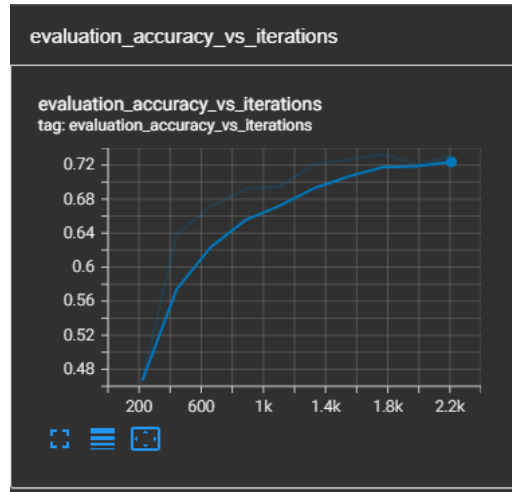 evaluation_accuracy_vs_iterations
evaluation_accuracy_vs_iterations
tag: evaluation_accuracy_vs_iterations
0.72
0.68
0.64
0.6
0.56
0.52
0.48
200 600 1k 1.4k 1.8k 2.2k